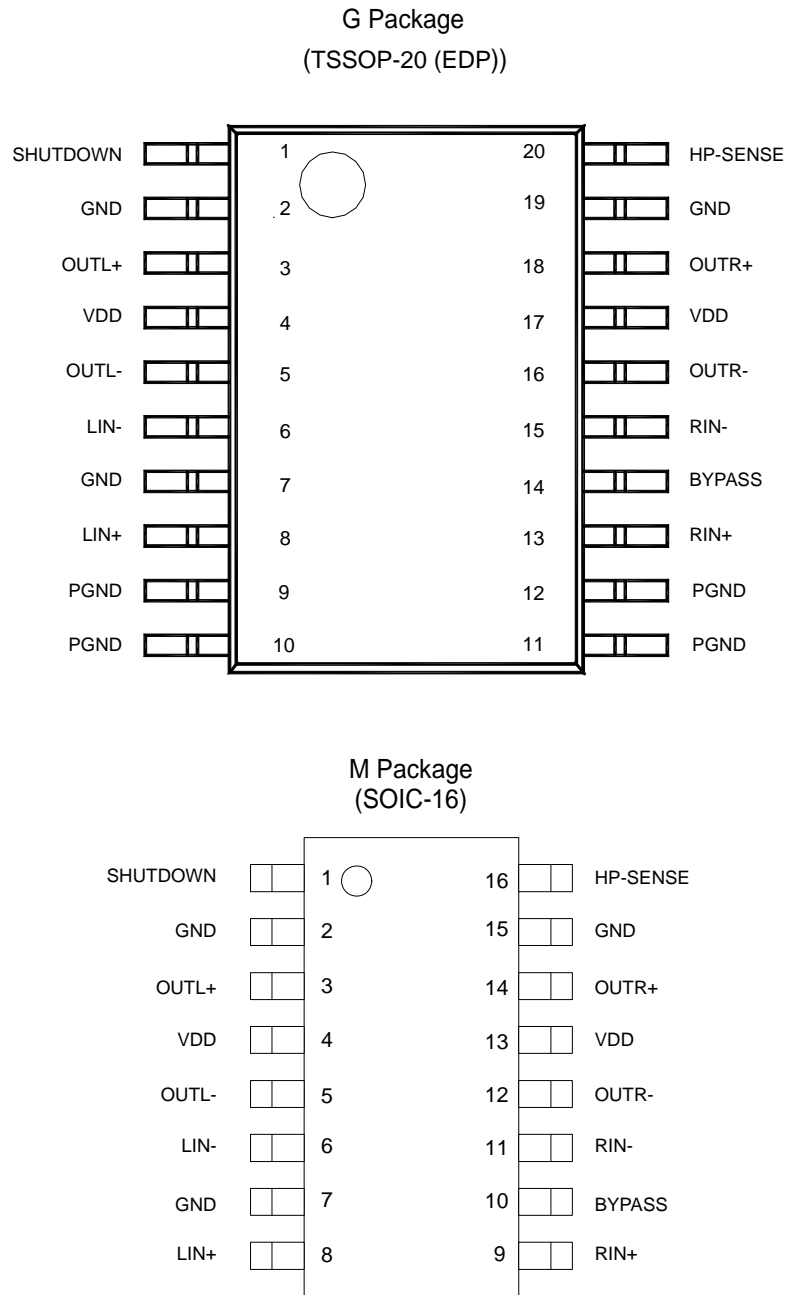 G Package
(TSSOP-20 (EDP))
SHUTDOWN 1 20 HP-SENSE
GND 2 19 GND
OUTL+ 3 18 OUTR+
VDD 4 17 VDD
OUTL- 5 16 OUTR-
LIN- 6 15 RIN-
GND 7 14 BYPASS
LIN+ 8 13 RIN+
PGND 9 12 PGND
PGND 10 11 PGND
M Package
(SOIC-16)
SHUTDOWN 1 16 HP-SENSE
GND 2 15 GND
OUTL+ 3 14 OUTR+
VDD 4 13 VDD
OUTL- 5 12 OUTR-
LIN- 6 11 RIN-
GND 7 10 BYPASS
LIN+ 8 9 RIN+